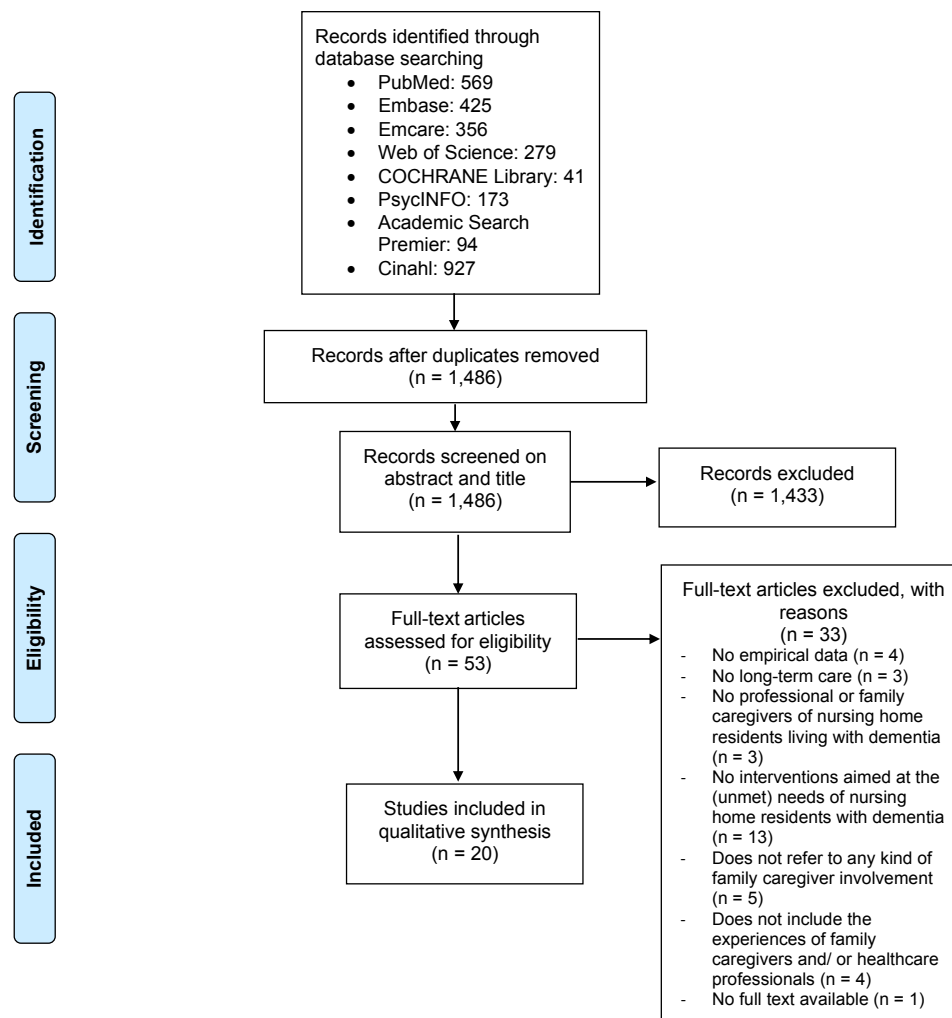 Records identified through
database searching
• PubMed: 569
• Embase: 425
• Emcare: 356
• Web of Science: 279
• COCHRANE Library: 41
• PsycINFO: 173
• Academic Search
Premier: 94
• Cinahl: 927
Identification
Records after duplicates removed
(n = 1,486)
Screening
Records screened on
abstract and title
(n = 1,486)
Records excluded
(n = 1,433)
Eligibility
Full-text articles
assessed for eligibility
(n = 53)
Full-text articles excluded, with
reasons
(n = 33)
- No empirical data (n = 4)
- No long-term care (n = 3)
- No professional or family
caregivers of nursing home
residents living with dementia
(n = 3)
- No interventions aimed at the
(unmet) needs of nursing
home residents with dementia
(n = 13)
- Does not refer to any kind of
family caregiver involvement
(n = 5)
- Does not include the
experiences of family
caregivers and/ or healthcare
professionals (n = 4)
- No full text available (n = 1)
Included
Studies included in
qualitative synthesis
(n = 20)